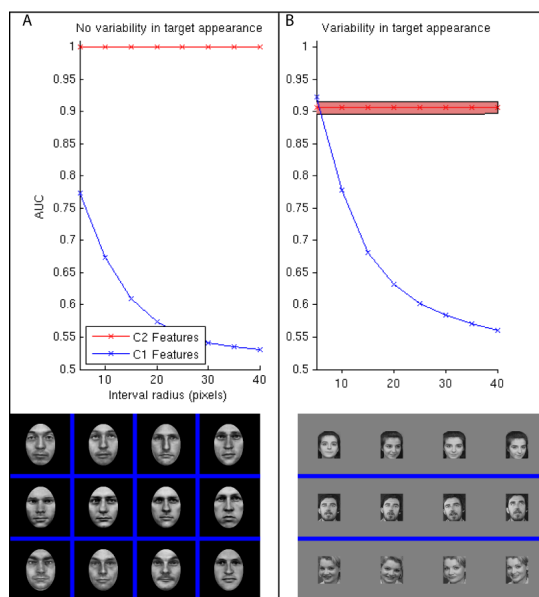 A
No variability in target appearance
1
0.95
0.9
0.85
0.8
0.75
0.7
0.65
0.6
0.55
0.5
AUC
C2 Features
C1 Features
10 20 30 40
Interval radius (pixels)
B
Variability in target appearance
1
0.95
0.9
0.85
0.8
0.75
0.7
0.65
0.6
0.55
0.5
10 20 30 40